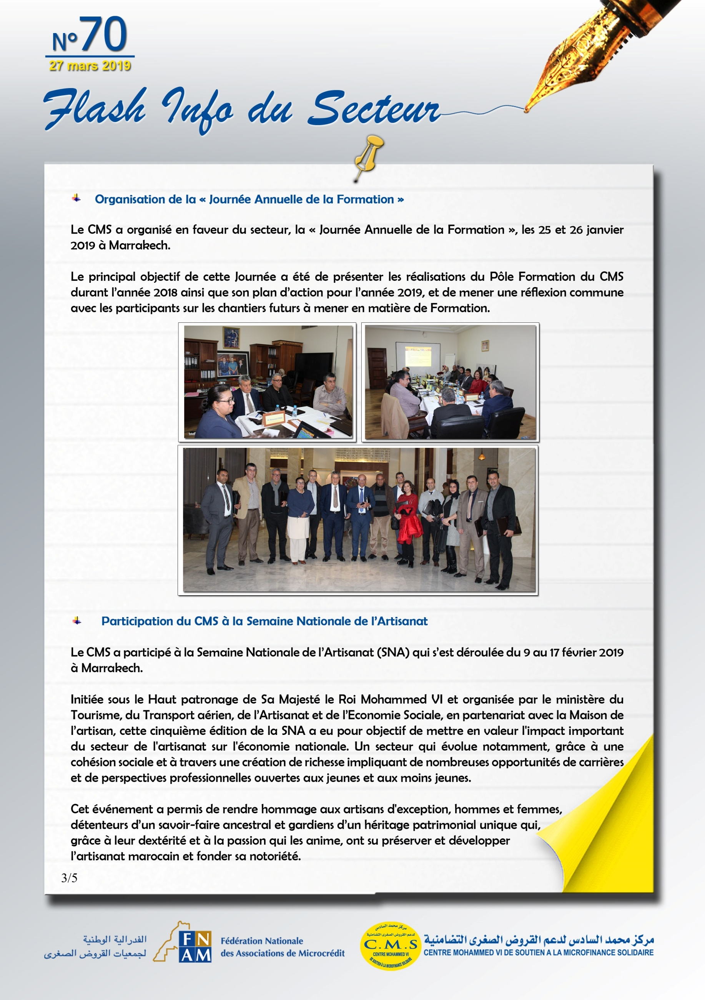 N°70
27 mars 2019
Flash Info du Secteur
Organisation de la « Journée Annuelle de la Formation »
Le CMS a organisé en faveur du secteur, la « Journée Annuelle de la Formation », les 25 et 26 janvier
2019 à Marrakech.
Le principal objectif de cette Journée a été de présenter les réalisations du Pôle Formation du CMS
durant l’année 2018 ainsi que son plan d’action pour l’année 2019, et de mener une réflexion commune
avec les participants sur les chantiers futurs à mener en matière de Formation.
Participation du CMS à la Semaine Nationale de l’Artisanat
Le CMS a participé à la Semaine Nationale de l’Artisanat (SNA) qui s’est déroulée du 9 au 17 février 2019
à Marrakech.
Initiée sous le Haut patronage de Sa Majesté le Roi Mohammed VI et organisée par le ministère du
Tourisme, du Transport aérien, de l’Artisanat et de l’Economie Sociale, en partenariat avec la Maison de
l’artisan, cette cinquième édition de la SNA a eu pour objectif de mettre en valeur l'impact important
du secteur de l'artisanat sur l'économie nationale. Un secteur qui évolue notamment, grâce à une
cohésion sociale et à travers une création de richesse impliquant de nombreuses opportunités de carrières
et de perspectives professionnelles ouvertes aux jeunes et aux moins jeunes.
Cet événement a permis de rendre hommage aux artisans d'exception, hommes et femmes,
détenteurs d’un savoir-faire ancestral et gardiens d’un héritage patrimonial unique qui,
grâce à leur dextérité et à la passion qui les anime, ont su préserver et développer
l’artisanat marocain et fonder sa notoriété.
3/5
الفدرالية الوطنية
لجمعيات القروض الصغرى
FN
AM
Fédération Nationale
des Associations de Microcrédit
مركز محمد السادس
لدعم القروض الصغرى التضامنية
C.M.S
CENTRE MOHAMMED VI
DE SOUTIEN À LA MICROFINANCE SOLIDAIRE
مركز محمد السادس لدعم القروض الصغرى التضامنية
CENTRE MOHAMMED VI DE SOUTIEN A LA MICROFINANCE SOLIDAIRE